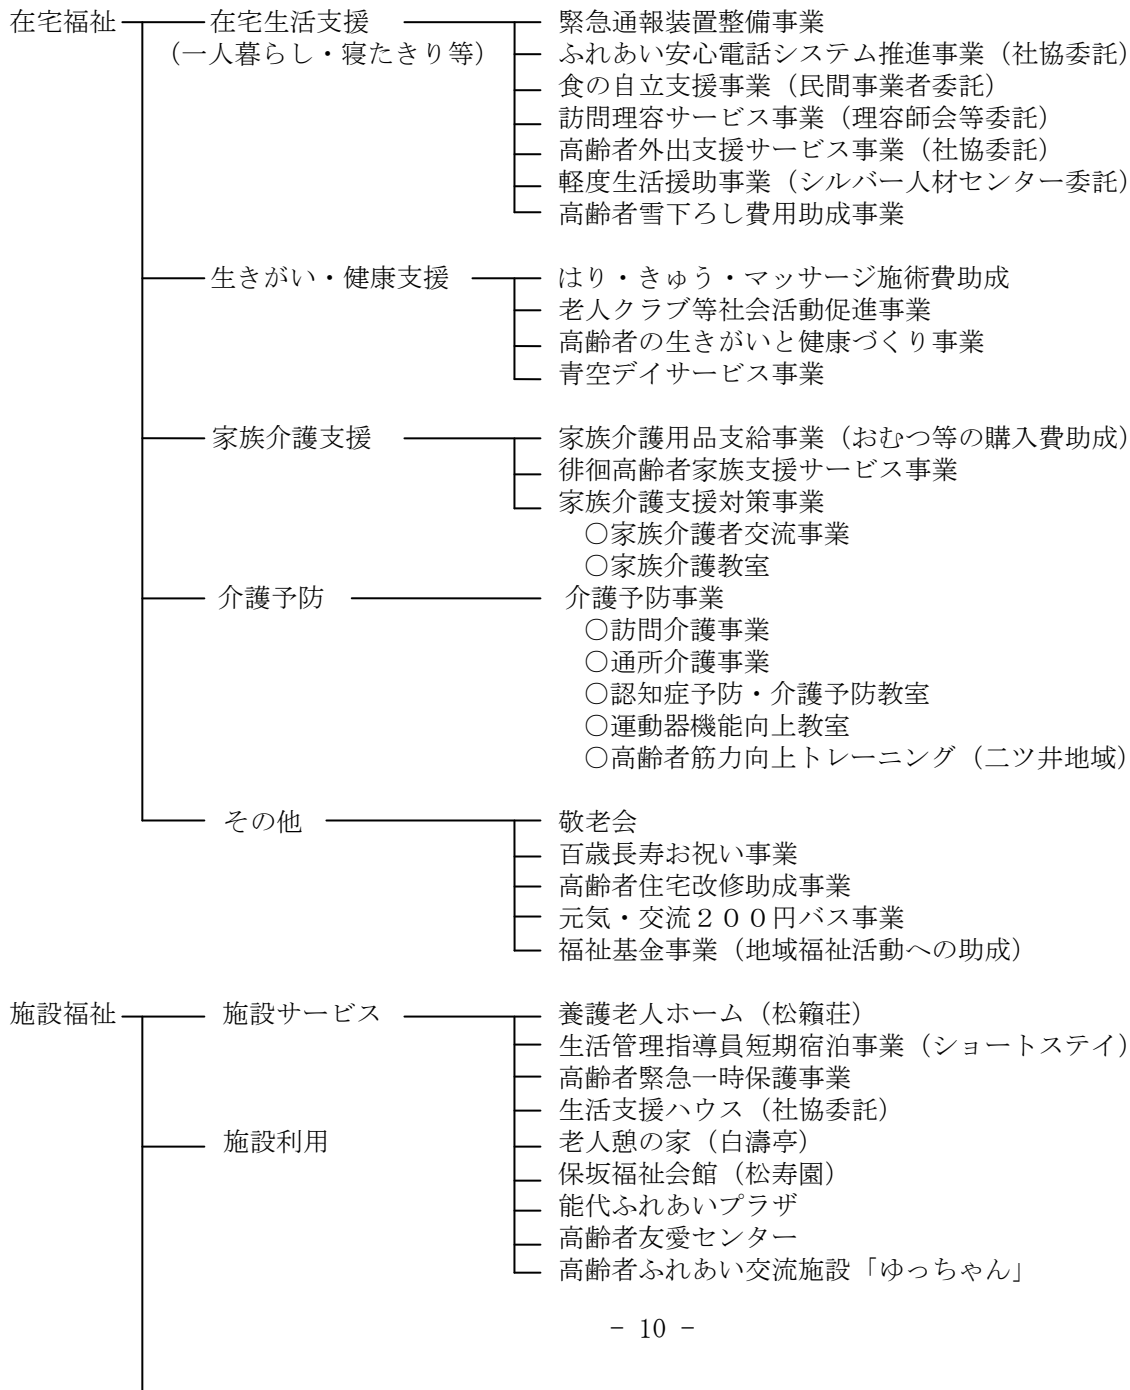 在宅福祉 在宅生活支援 緊急通報装置整備事業
(一人暮らし・寝たきり等) ふれあい安心電話システム推進事業(社協委託)
食の自立支援事業(民間事業者委託)
訪問理容サービス事業(理容師会等委託)
高齢者外出支援サービス事業(社協委託)
軽度生活援助事業(シルバー人材センター委託)
高齢者雪下ろし費用助成事業
生きがい・健康支援 はり・きゅう・マッサージ施術費助成
老人クラブ等社会活動促進事業
高齢者の生きがいと健康づくり事業
青空デイサービス事業
家族介護支援 家族介護用品支給事業(おむつ等の購入費助成)
徘徊高齢者家族支援サービス事業
家族介護支援対策事業
○家族介護者交流事業
○家族介護教室
介護予防 介護予防事業
○訪問介護事業
○通所介護事業
○認知症予防・介護予防教室
○運動器機能向上教室
○高齢者筋力向上トレーニング(二ツ井地域)
その他 敬老会
百歳長寿お祝い事業
高齢者住宅改修助成事業
元気・交流200円バス事業
福祉基金事業(地域福祉活動への助成)
施設福祉 施設サービス 養護老人ホーム(松籟荘)
生活管理指導員短期宿泊事業(ショートステイ)
高齢者緊急一時保護事業
生活支援ハウス(社協委託)
施設利用 老人憩の家(白濤亭)
保坂福祉会館(松寿園)
能代ふれあいプラザ
高齢者友愛センター
高齢者ふれあい交流施設「ゆっちゃん」
- 10 -